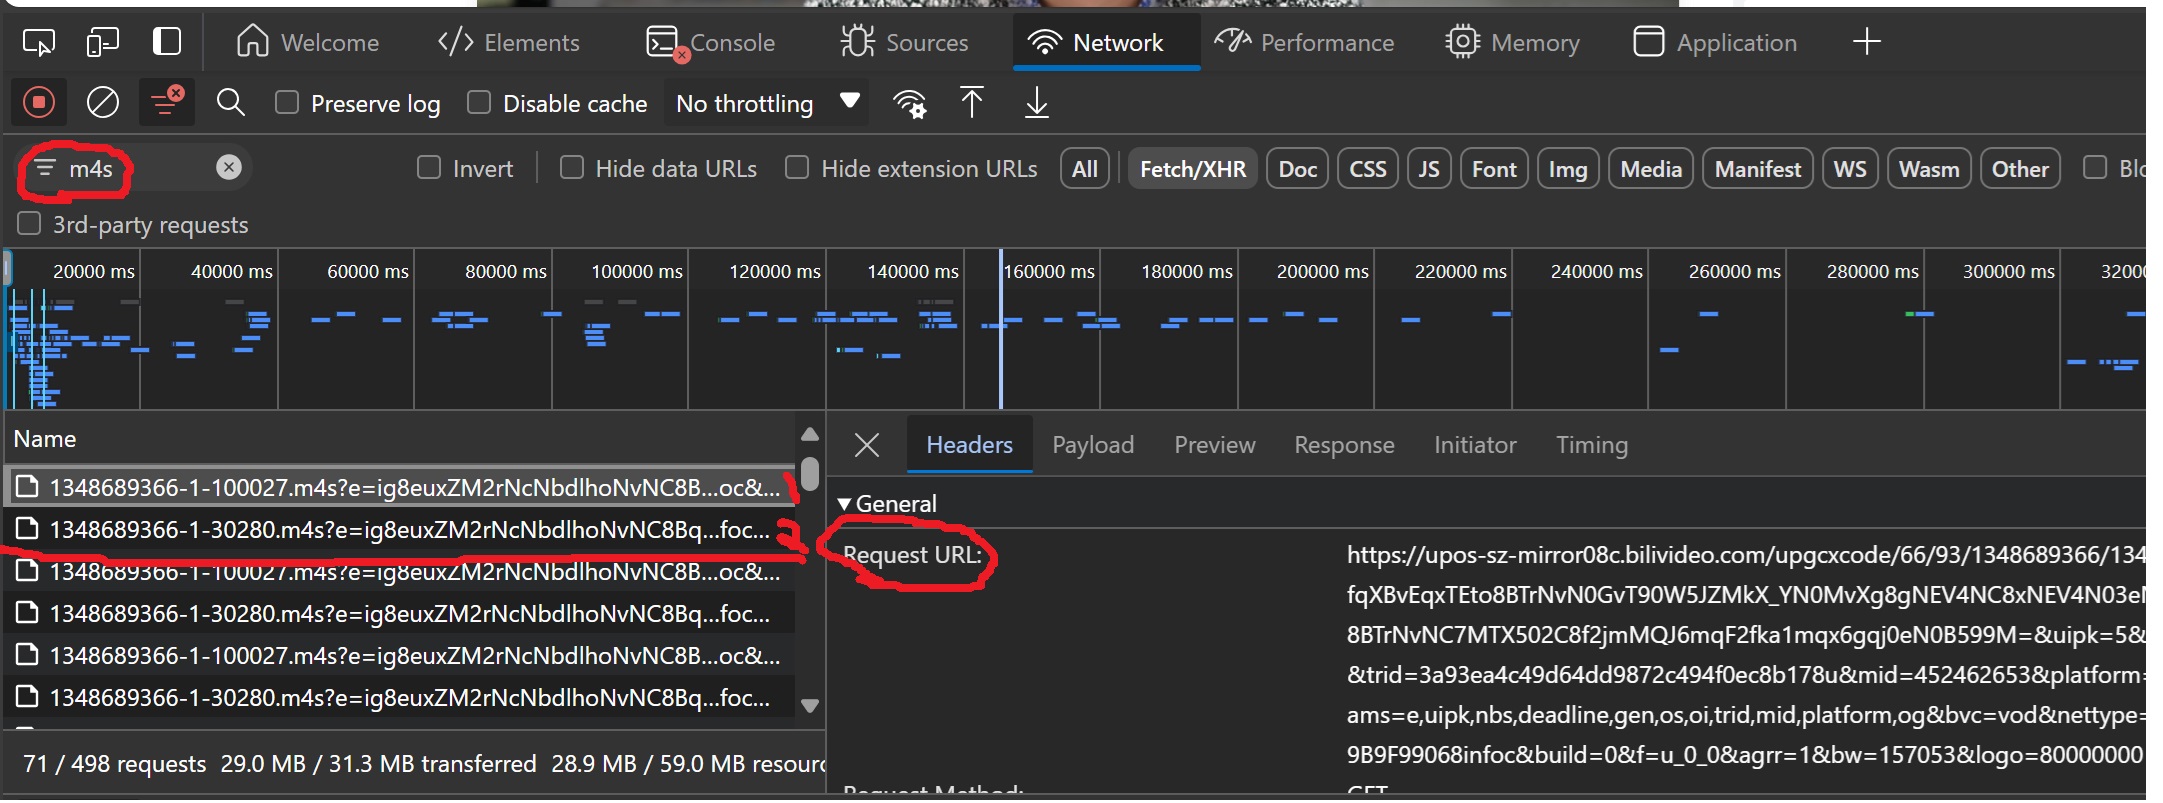 Welcome Elements Console Sources Network Performance Memory Application
Preserve log Disable cache No throttling
m4s Invert Hide data URLs Hide extension URLs All Fetch/XHR Doc CSS JS Font Img Media Manifest WS Wasm Other Blo
3rd-party requests
20000 ms 40000 ms 60000 ms 80000 ms 100000 ms 120000 ms 140000 ms 160000 ms 180000 ms 200000 ms 220000 ms 240000 ms 260000 ms 280000 ms 300000 ms 3200
Name
1348689366-1-100027.m4s?e=ig8euxZM2rNcNbdlhoNvNC8B...oc&... 1
1348689366-1-30280.m4s?e=ig8euxZM2rNcNbdlhoNvNC8Bq...foc... 2
1348689366-1-100027.m4s?e=ig8euxZM2rNcNbdlhoNvNC8B...oc&...
1348689366-1-30280.m4s?e=ig8euxZM2rNcNbdlhoNvNC8Bq...foc...
1348689366-1-100027.m4s?e=ig8euxZM2rNcNbdlhoNvNC8B...oc&...
1348689366-1-30280.m4s?e=ig8euxZM2rNcNbdlhoNvNC8Bq...foc...
71 / 498 requests 29.0 MB / 31.3 MB transferred 28.9 MB / 59.0 MB resourc
Headers Payload Preview Response Initiator Timing
General
Request URL:
https://upos-sz-mirror08c.bilivideo.com/upgcxcode/66/93/1348689366/134
fqXBvEqxTEto8BTrNvN0GvT90W5JZMkX_YN0MvXg8gNEV4NC8xNEV4N03eN
8BTrNvNC7MTX502C8f2jmMQJ6mqF2fka1mqx6gqj0eN0B599M=&uipk=5&
&trid=3a93ea4c49d64dd9872c494f0ec8b178u&mid=452462653&platform=
ams=e,uipk,nbs,deadline,gen,os,oi,trid,mid,platform,og&bvc=vod&nettype=
9B9F99068infoc&build=0&f=u_0_0&agrr=1&bw=157053&logo=80000000
Request Method:
GET